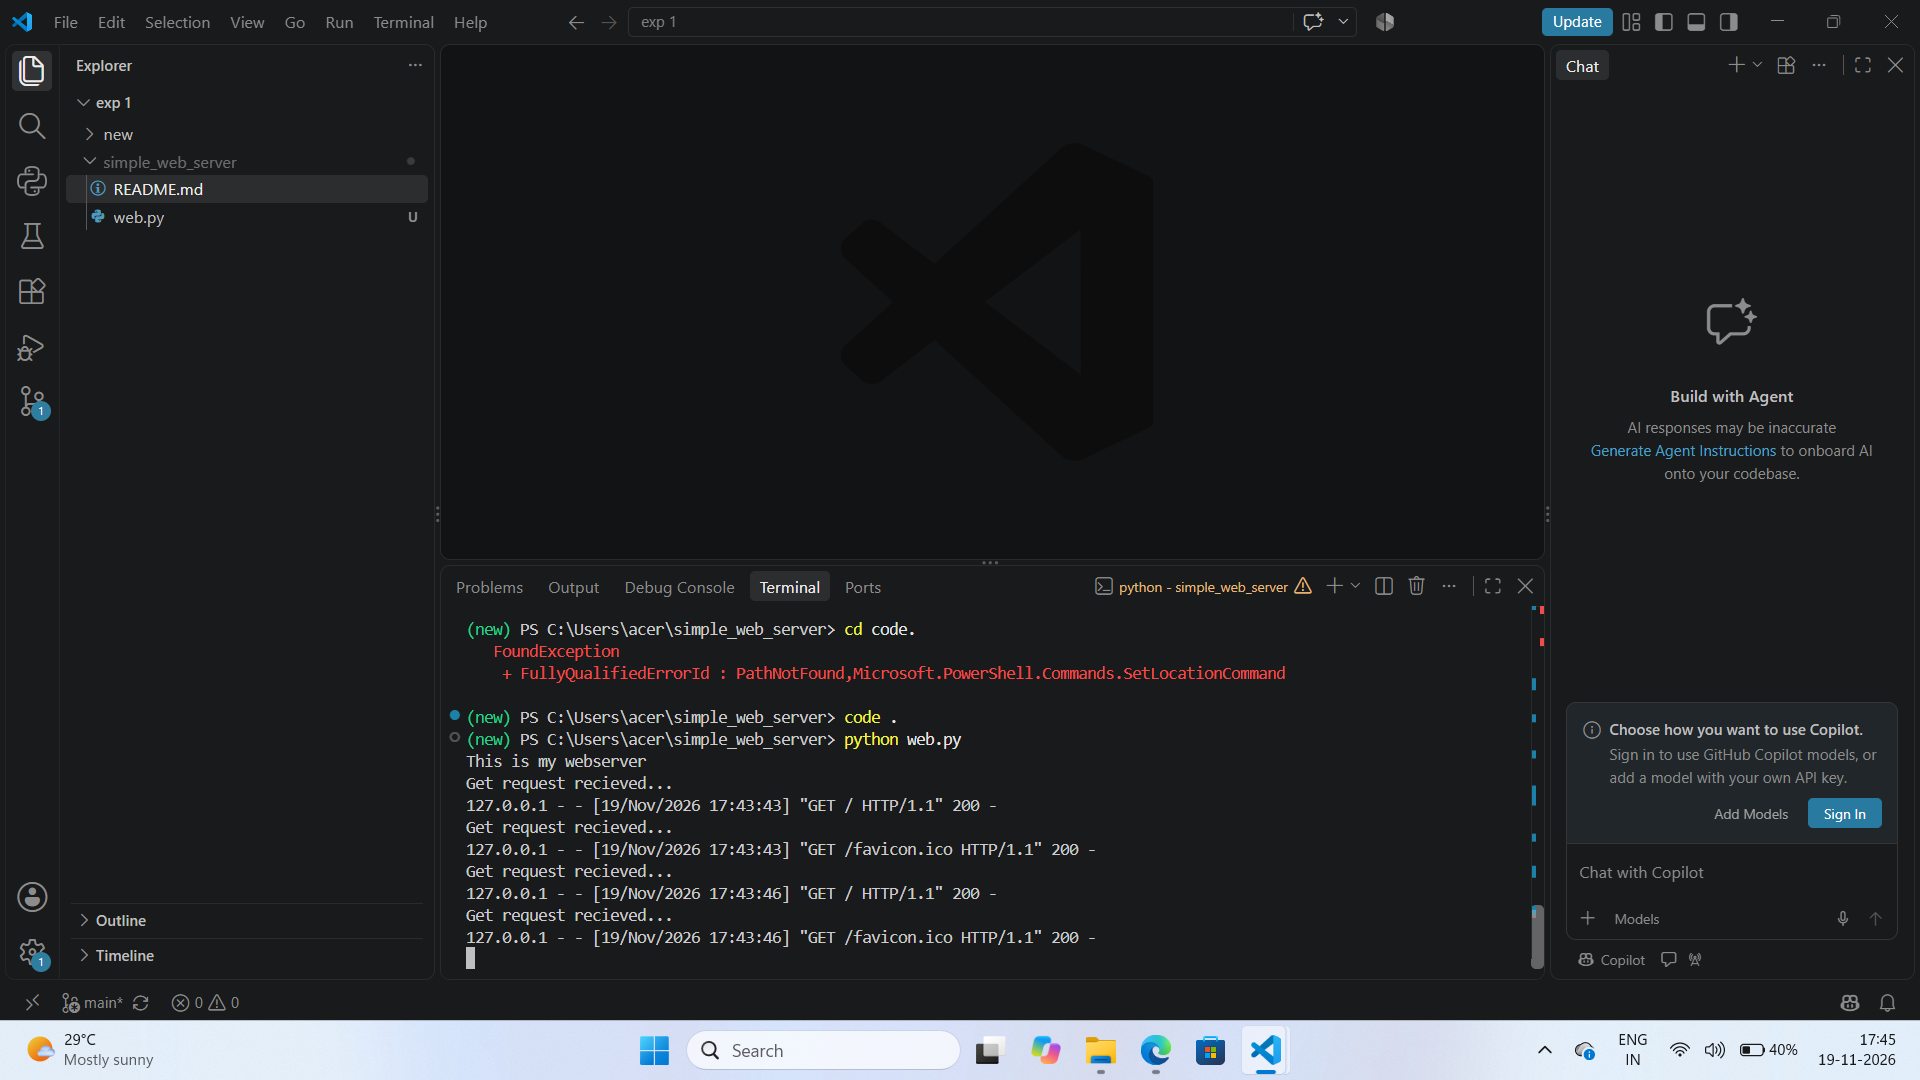 File Edit Selection View Go Run Terminal Help
exp 1
Update
Explorer
exp 1
new
simple_web_server
README.md
web.py U
1
Outline
Timeline
1
Problems Output Debug Console Terminal Ports
python - simple_web_server
(new) PS C:\Users\acer\simple_web_server> cd code.
FoundException
+ FullyQualifiedErrorId : PathNotFound,Microsoft.PowerShell.Commands.SetLocationCommand
(new) PS C:\Users\acer\simple_web_server> code .
(new) PS C:\Users\acer\simple_web_server> python web.py
This is my webserver
Get request recieved...
127.0.0.1 - - [19/Nov/2026 17:43:43] "GET / HTTP/1.1" 200 -
Get request recieved...
127.0.0.1 - - [19/Nov/2026 17:43:43] "GET /favicon.ico HTTP/1.1" 200 -
Get request recieved...
127.0.0.1 - - [19/Nov/2026 17:43:46] "GET / HTTP/1.1" 200 -
Get request recieved...
127.0.0.1 - - [19/Nov/2026 17:43:46] "GET /favicon.ico HTTP/1.1" 200 -
Chat
Build with Agent
AI responses may be inaccurate
Generate Agent Instructions to onboard AI
onto your codebase.
Choose how you want to use Copilot.
Sign in to use GitHub Copilot models, or
add a model with your own API key.
Add Models Sign In
Chat with Copilot
Models
Copilot
main* 0 0
29°C
Mostly sunny
Search
ENG
IN
40%
17:45
19-11-2026